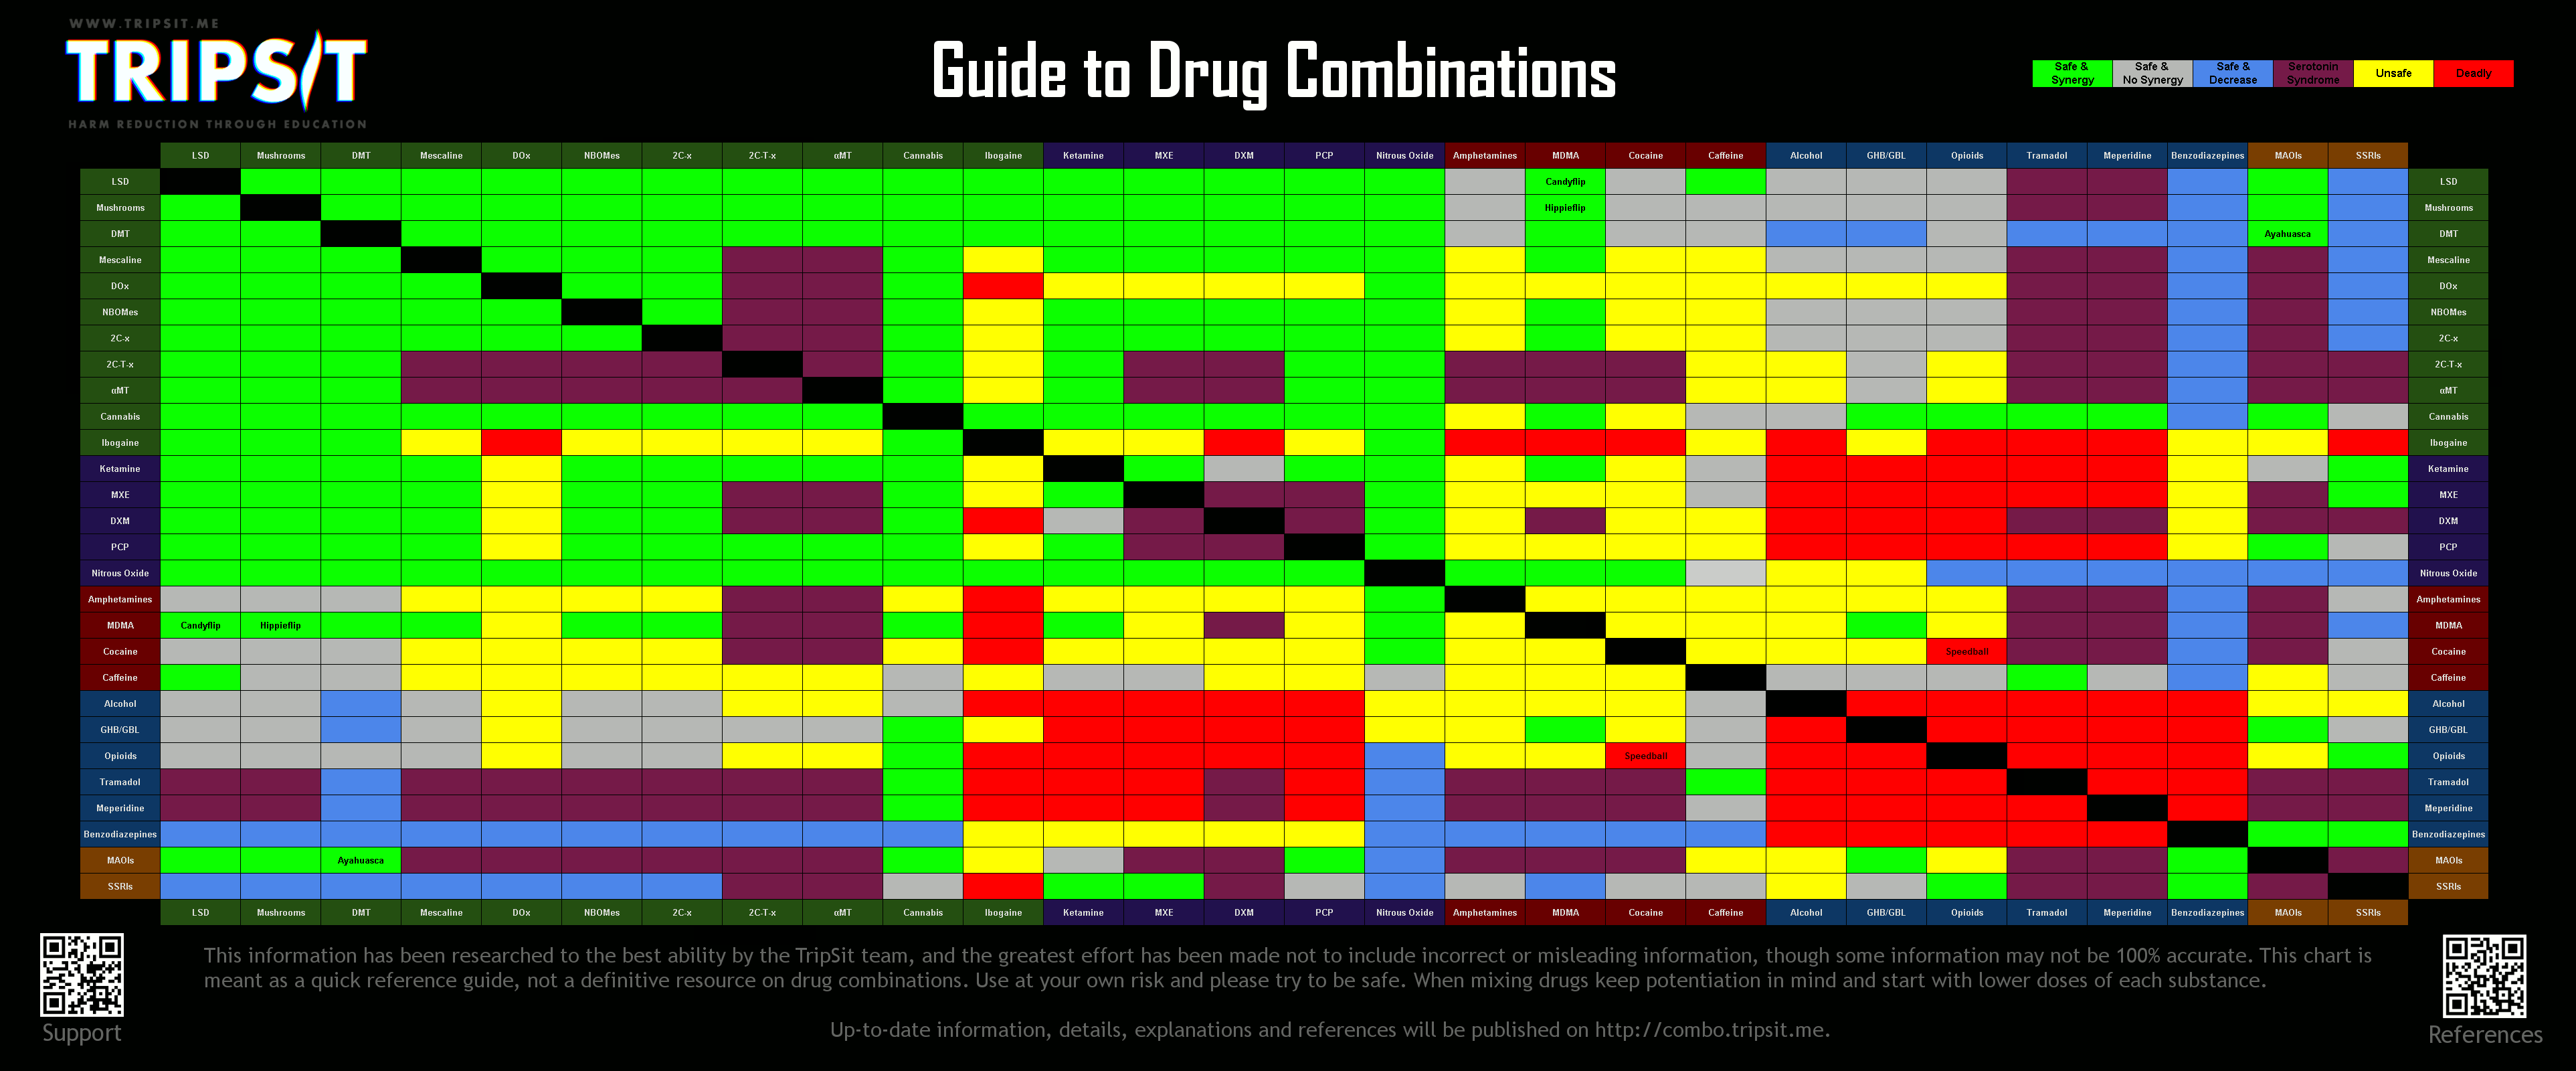 WWW.TRIPSIT.ME
TRIPSIT
HARM REDUCTION THROUGH EDUCATION
Guide to Drug Combinations
Safe & Synergy Safe & No Synergy Safe & Decrease Serotonin Syndrome Unsafe Deadly
LSD Mushrooms DMT Mescaline DOx NBOMes 2C-x 2C-T-x αMT Cannabis Ibogaine Ketamine MXE DXM PCP Nitrous Oxide Amphetamines MDMA Cocaine Caffeine Alcohol GHB/GBL Opioids Tramadol Meperidine Benzodiazepines MAOIs SSRIs
LSD Candyflip LSD
Mushrooms Hippieflip Mushrooms
DMT Ayahuasca DMT
Mescaline Mescaline
DOx DOx
NBOMes NBOMes
2C-x 2C-x
2C-T-x 2C-T-x
αMT αMT
Cannabis Cannabis
Ibogaine Ibogaine
Ketamine Ketamine
MXE MXE
DXM DXM
PCP PCP
Nitrous Oxide Nitrous Oxide
Amphetamines Amphetamines
MDMA Candyflip Hippieflip MDMA
Cocaine Speedball Cocaine
Caffeine Caffeine
Alcohol Alcohol
GHB/GBL GHB/GBL
Opioids Speedball Opioids
Tramadol Tramadol
Meperidine Meperidine
Benzodiazepines Benzodiazepines
MAOIs Ayahuasca MAOIs
SSRIs SSRIs
LSD Mushrooms DMT Mescaline DOx NBOMes 2C-x 2C-T-x αMT Cannabis Ibogaine Ketamine MXE DXM PCP Nitrous Oxide Amphetamines MDMA Cocaine Caffeine Alcohol GHB/GBL Opioids Tramadol Meperidine Benzodiazepines MAOIs SSRIs
This information has been researched to the best ability by the TripSit team, and the greatest effort has been made not to include incorrect or misleading information, though some information may not be 100% accurate. This chart is
meant as a quick reference guide, not a definitive resource on drug combinations. Use at your own risk and please try to be safe. When mixing drugs keep potentiation in mind and start with lower doses of each substance.
Up-to-date information, details, explanations and references will be published on http://combo.tripsit.me.
Support
References